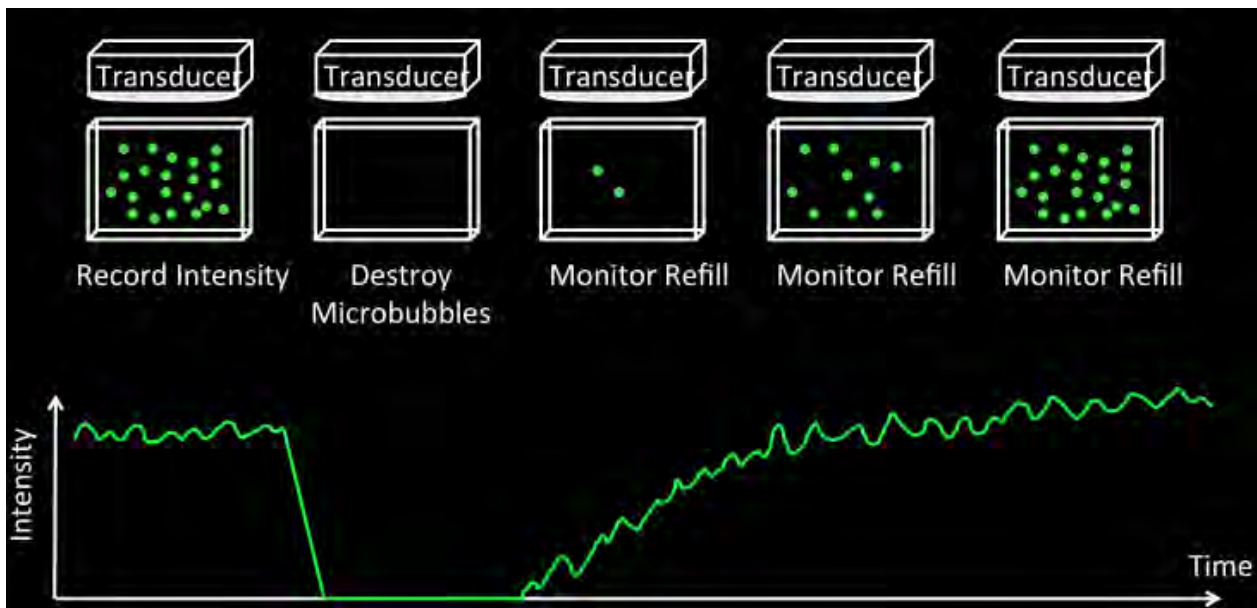 Transducer Transducer Transducer Transducer Transducer
Record Intensity
Destroy
Microbubbles
Monitor Refill
Monitor Refill
Monitor Refill
Intensity
Time